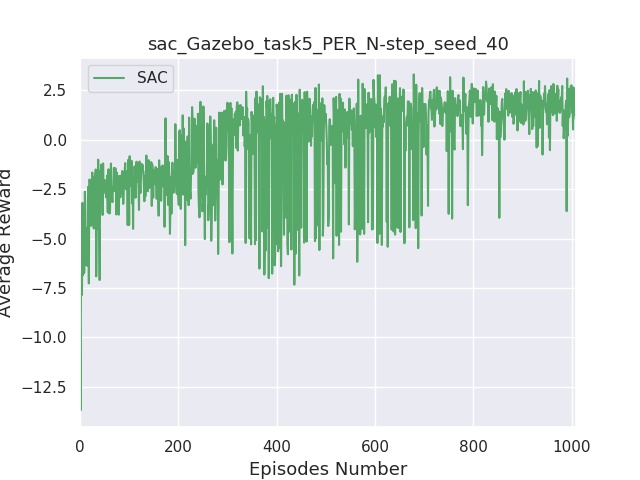 sac_Gazebo_task5_PER_N-step_seed_40
SAC
2.5
0.0
−2.5
−5.0
−7.5
−10.0
−12.5
Average Reward
0 200 400 600 800 1000
Episodes Number